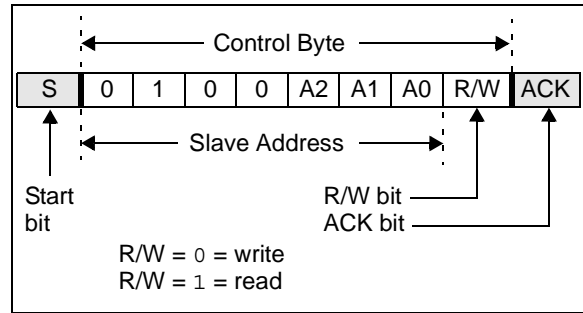 Control Byte
S 0 1 0 0 A2 A1 A0 R/W ACK
Slave Address
Start
bit
R/W bit
ACK bit
R/W = 0 = write
R/W = 1 = read